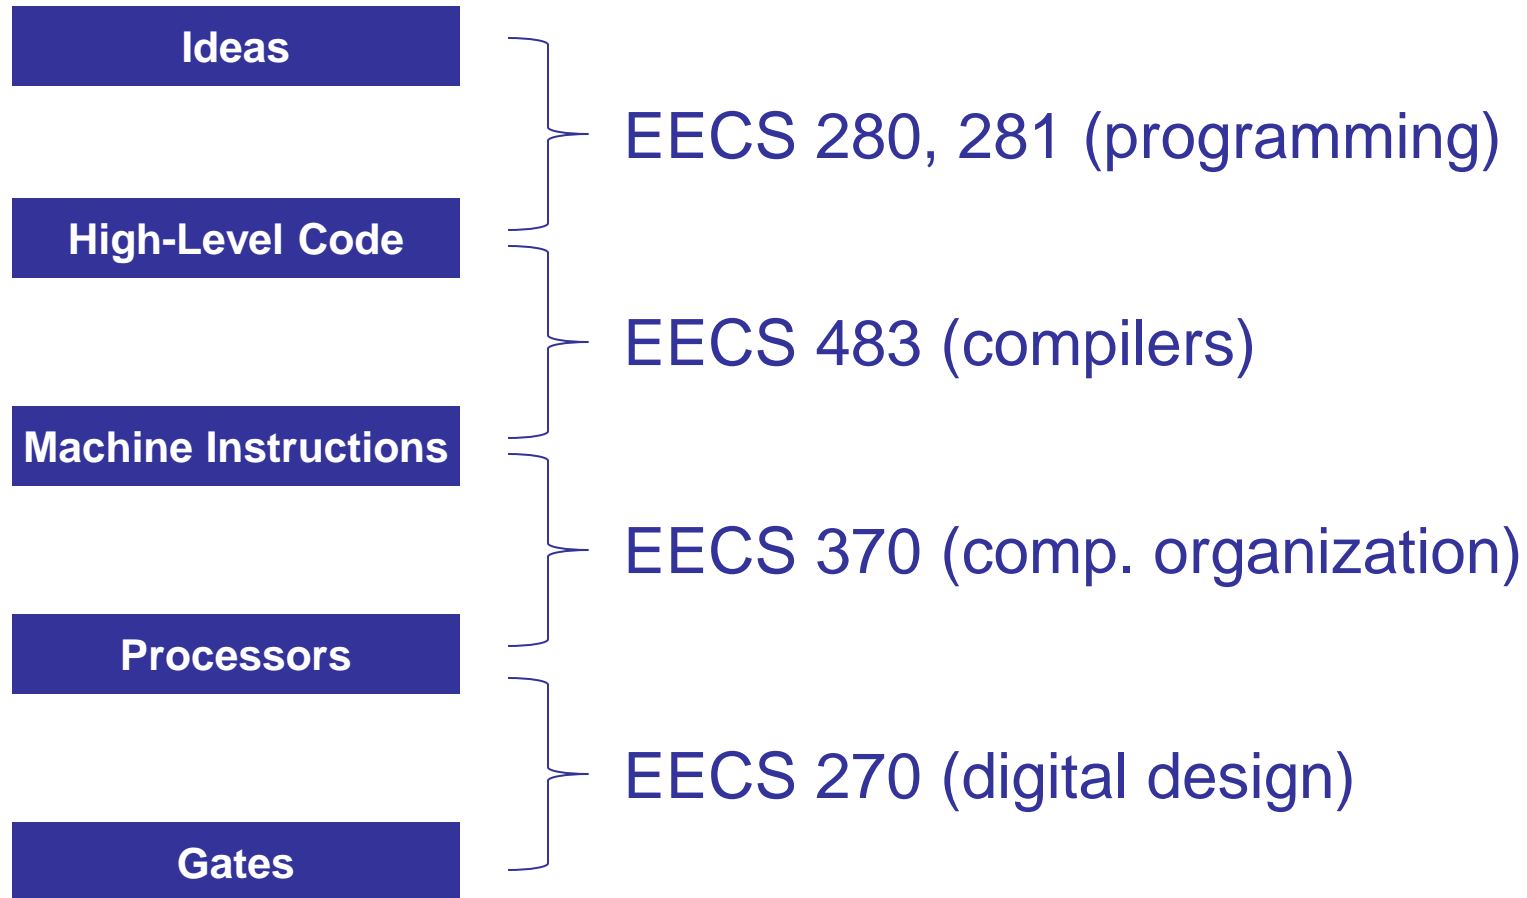 Ideas
EECS 280, 281 (programming)
High-Level Code
EECS 483 (compilers)
Machine Instructions
EECS 370 (comp. organization)
Processors
EECS 270 (digital design)
Gates